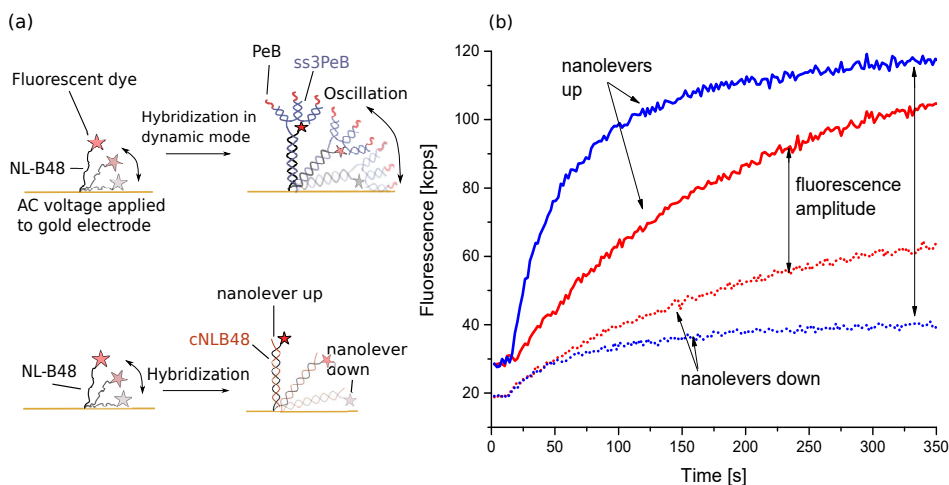 (a)
PeB
ss3PeB
Fluorescent dye
Oscillation
Hybridization in
dynamic mode
NL-B48
AC voltage applied
to gold electrode
nanolever up
cNLB48
nanolever
down
NL-B48
Hybridization
(b)
120
100
80
60
40
20
Fluorescence [kcps]
nanolevers
up
fluorescence
amplitude
nanolevers down
0
50
100
150
200
250
300
350
Time [s]